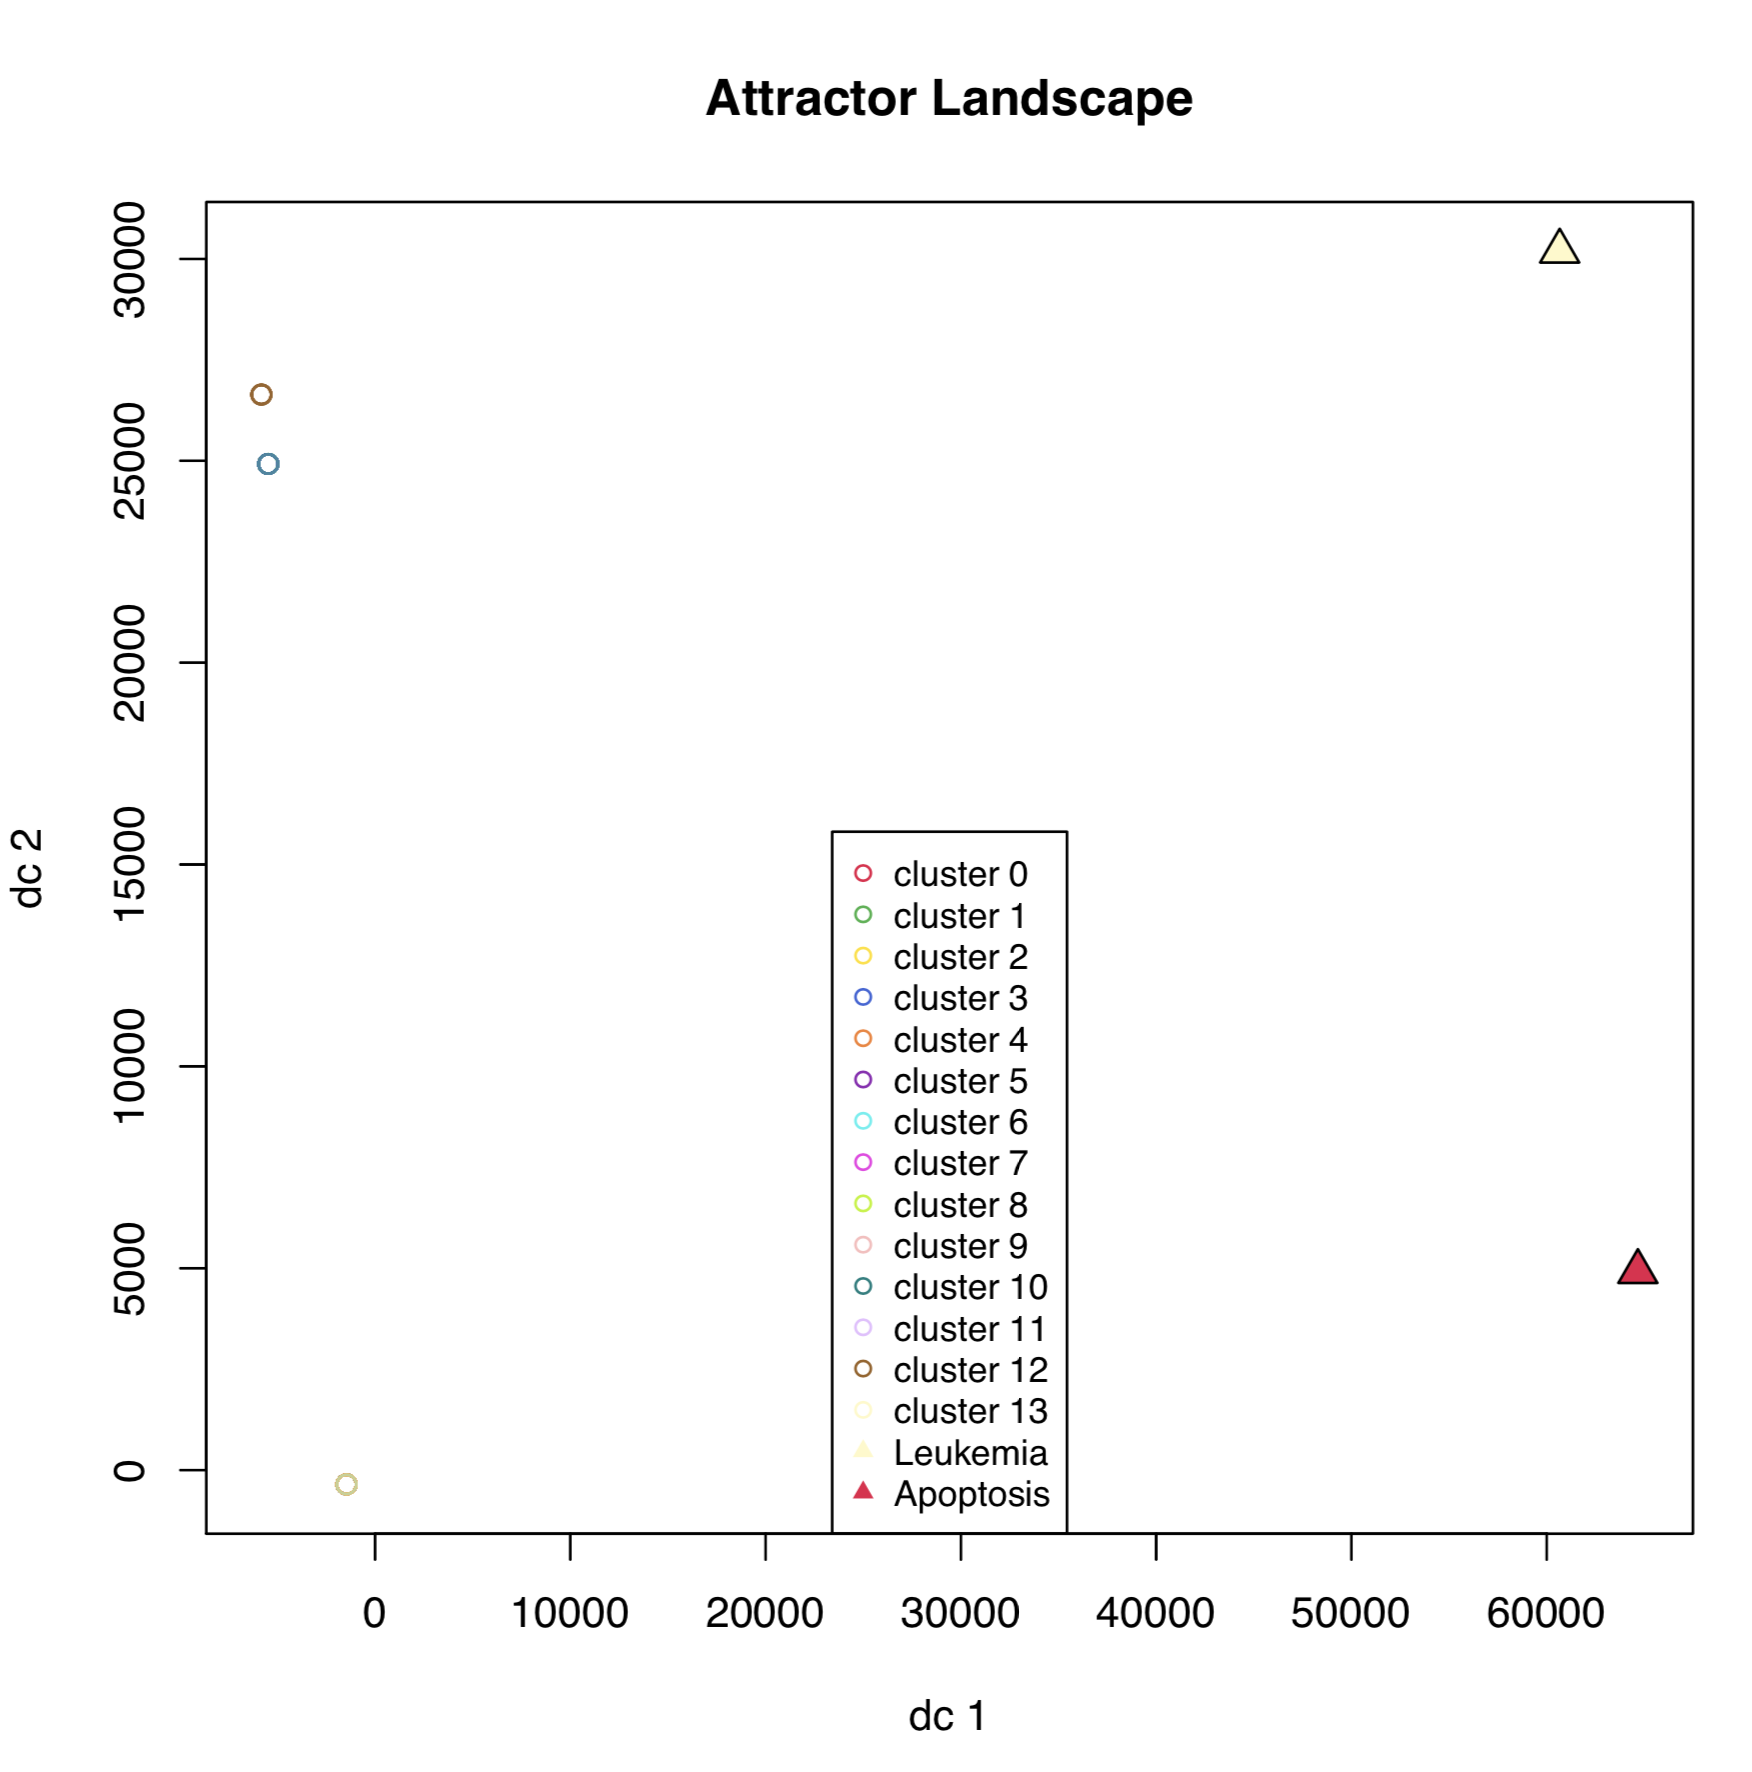 Attractor Landscape
30000
25000
20000
15000
10000
5000
0
dc 2
cluster 0
cluster 1
cluster 2
cluster 3
cluster 4
cluster 5
cluster 6
cluster 7
cluster 8
cluster 9
cluster 10
cluster 11
cluster 12
cluster 13
Leukemia
Apoptosis
0 10000 20000 30000 40000 50000 60000
dc 1